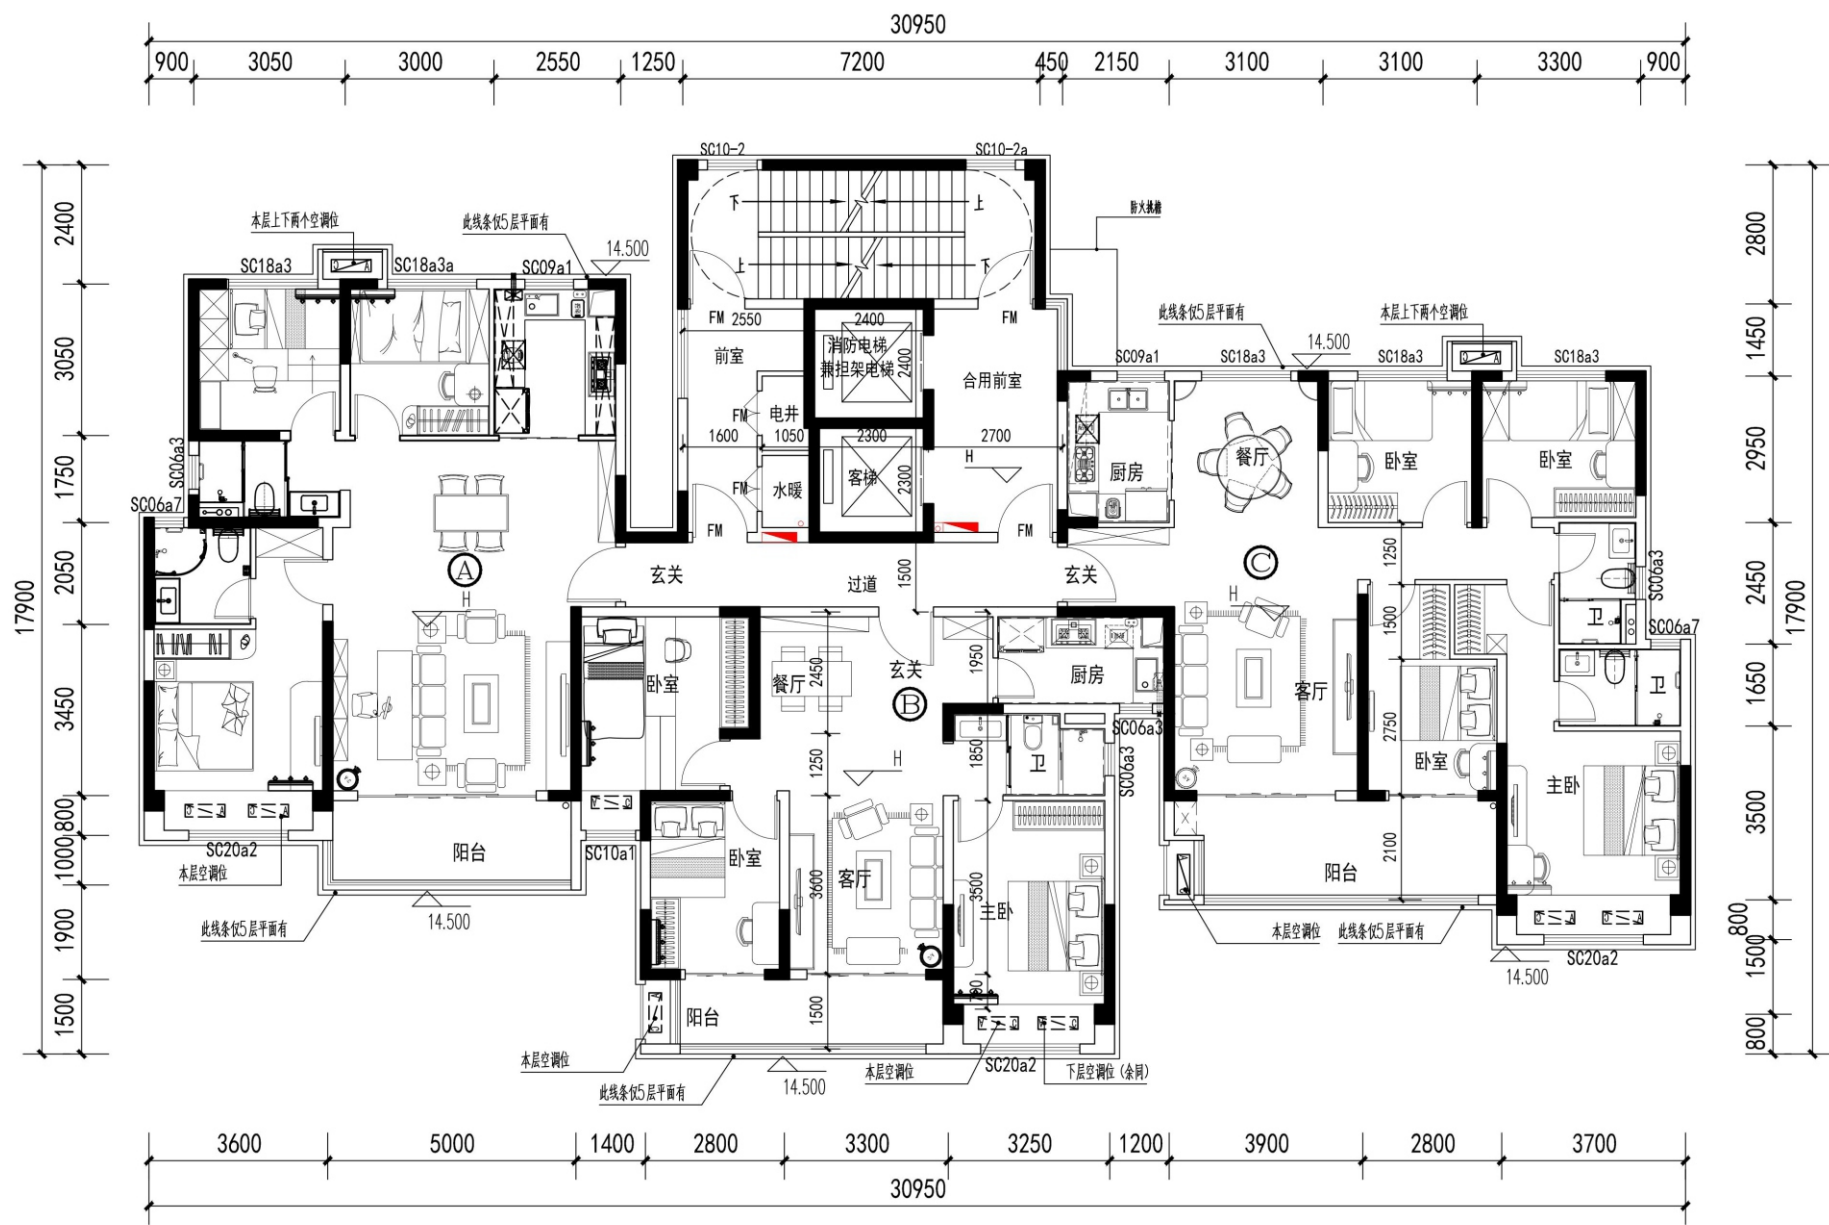 30950
900 3050 3000 2550 1250 7200 450 2150 3100 3100 3300 900
SC10-2 SC10-2a
下 上
上 下
防火挑檐
本层上下两个空调位
此线条仅5层平面有
14.500
SC18a3 SC18a3a SC09a1
FM 2550 2400 FM
前室
消防电梯
兼担架电梯
2400
合用前室
电井
FM
1600 1050 2300 2700
客梯
2300
H
FM
水暖
FM FM
此线条仅5层平面有
本层上下两个空调位
14.500
SC09a1 SC18a3 SC18a3 SC18a3
厨房
餐厅
卧室
卧室
SC06a3
SC06a7
A
H
玄关
过道
1500
玄关
C
H
1250
1500
SC06a3
卫
SC06a7
卫
卧室
餐厅
2450
玄关
B
1950
厨房
SC06a3
客厅
2750
卧室
主卧
1250
H
1850
卫
SC06a3
SC20a2
本层空调位
阳台
SC10a1
卧室
3600
客厅
3500
主卧
2100
阳台
此线条仅5层平面有
14.500
本层空调位
此线条仅5层平面有
14.500
SC20a2
阳台
1500
700
本层空调位
此线条仅5层平面有
14.500
本层空调位
SC20a2
下层空调位(余同)
17900
2400
3050
1750
2050
3450
800
1000
1900
1500
2800
1450
2950
2450
1650
3500
800
1500
800
17900
3600 5000 1400 2800 3300 3250 1200 3900 2800 3700
30950